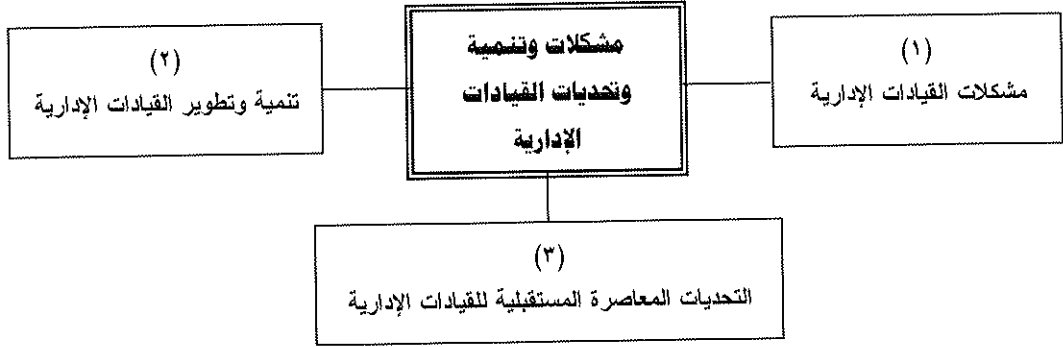 مشكلات وتنمية
وتحديات القيادات
الإدارية
(١)
مشكلات القيادات الإدارية
(٢)
تنمية وتطوير القيادات الإدارية
(٣)
التحديات المعاصرة المستقبلية للقيادات الإدارية